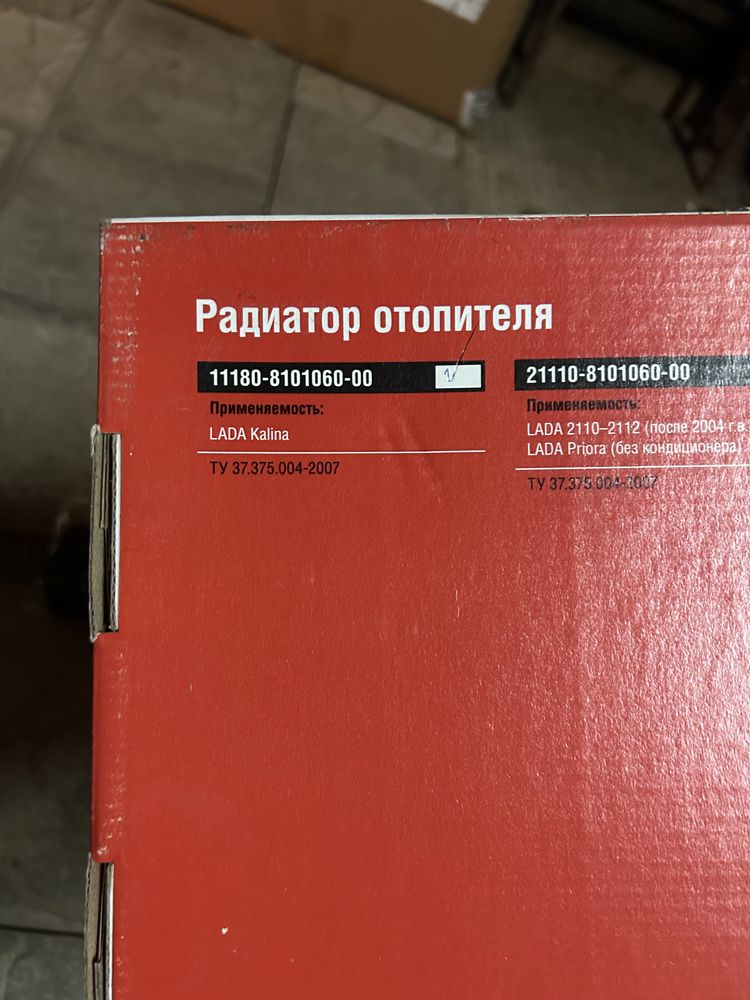 Радиатор отопителя
11180-8101060-00
Применяемость:
LADA Kalina
ТУ 37.375.004-2007
21110-8101060-00
Применяемость:
LADA 2110–2112 (после 2004 г.в.
LADA Priora (без кондиционера)
ТУ 37.375.004-2007